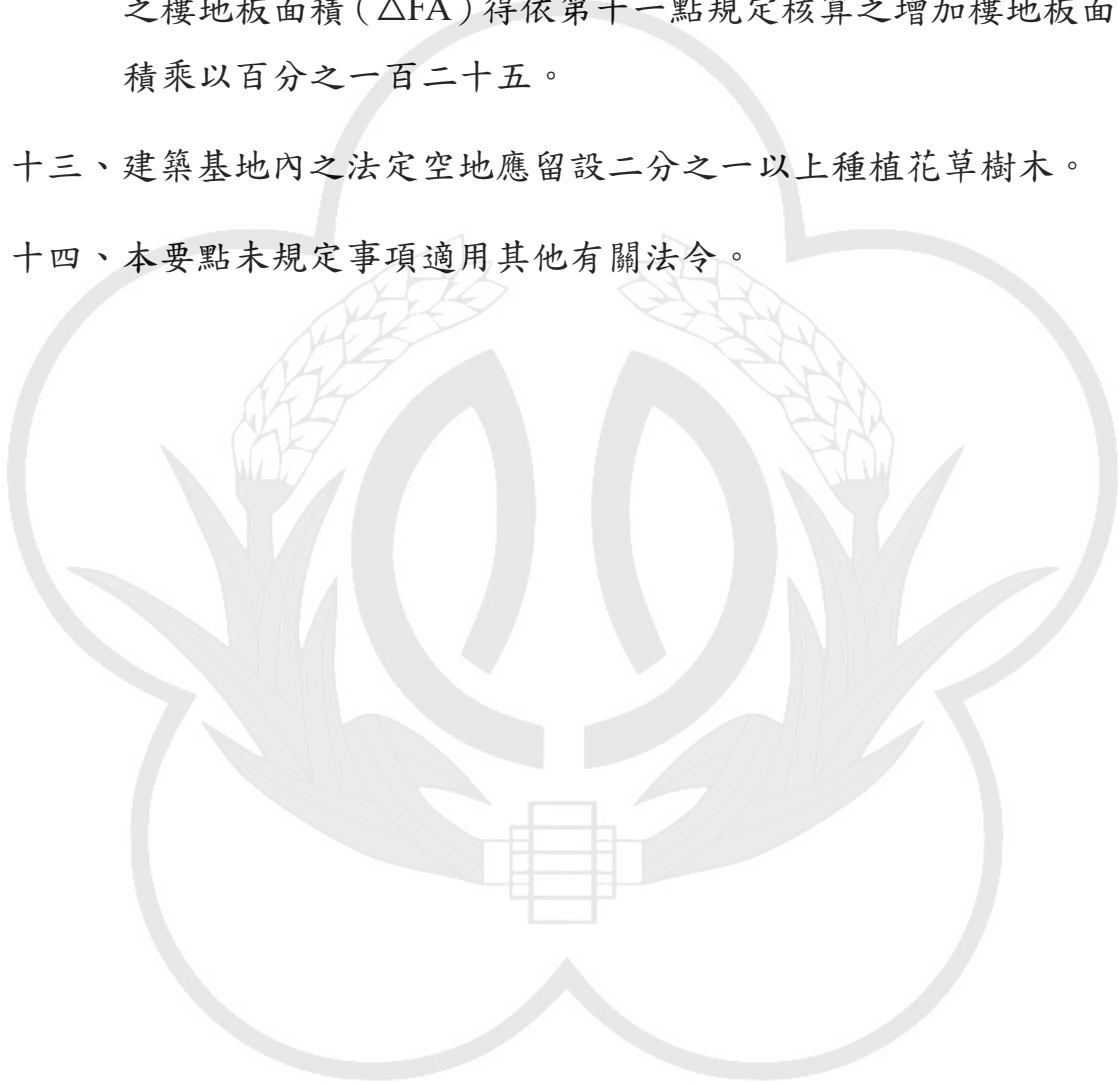 之樓地板面積（△FA）得依第十一點規定核算之增加樓地板面
積乘以百分之一百二十五。
十三、建築基地內之法定空地應留設二分之一以上種植花草樹木。
十四、本要點未規定事項適用其他有關法令。